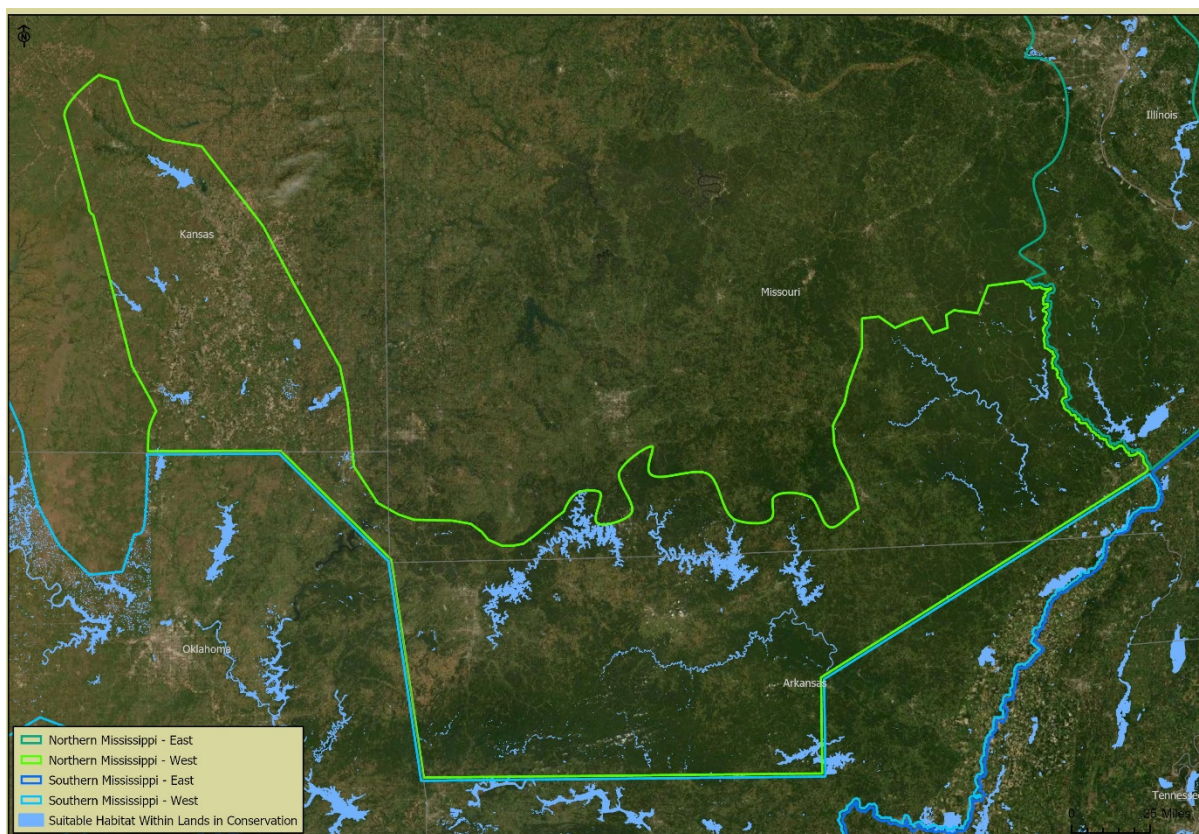 N
Illinois
Kansas
Missouri
Oklahoma
Arkansas
Northern Mississippi - East
Northern Mississippi - West
Southern Mississippi - East
Southern Mississippi - West
Suitable Habitat Within Lands in Conservation
Tennessee
0 25 Miles